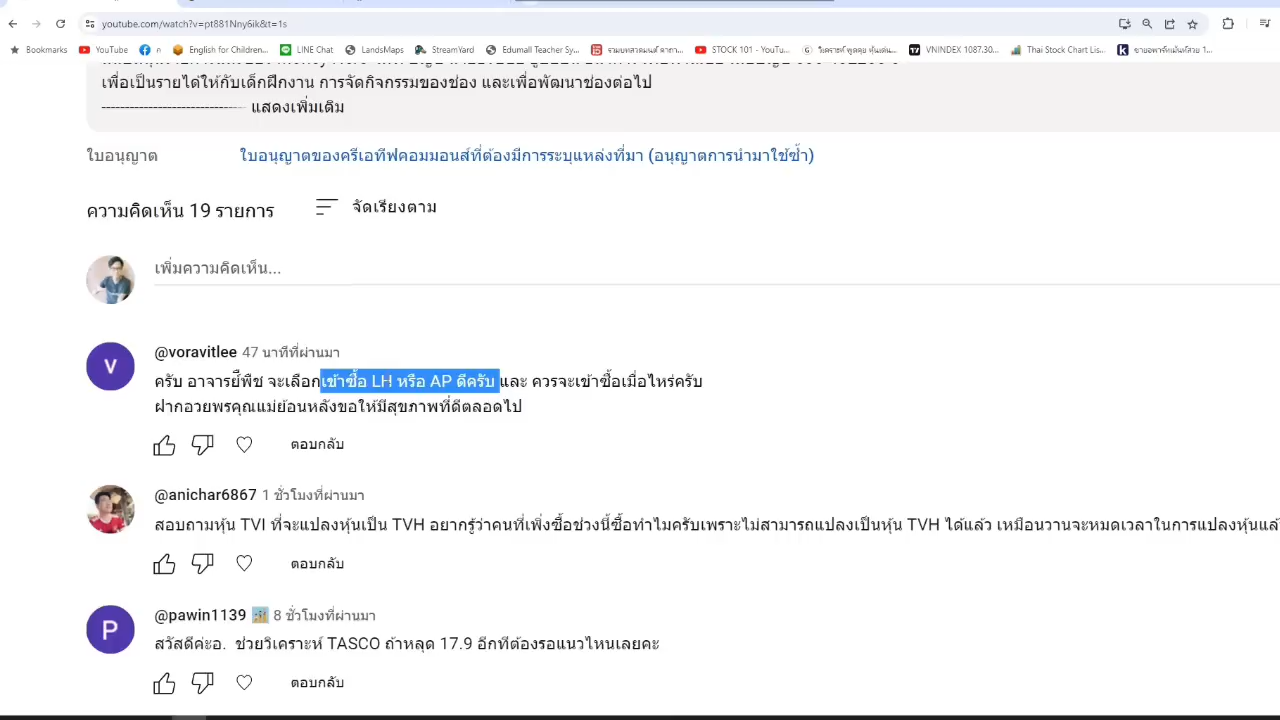 youtube.com/watch?v=pt881Nny6ik&t=1s
Bookmarks
YouTube
ก
English for Children...
LINE Chat
LandsMaps
StreamYard
Edumall Teacher Sy...
STOCK 101 - YouTu...
VNINDEX 1087.30...
Thai Stock Chart Lis...
เพื่อเป็นรายได้ให้กับเด็กฝึกงาน การจัดกิจกรรมของช่อง และเพื่อพัฒนาช่องต่อไป
----------------------------- แสดงเพิ่มเติม
ใบอนุญาต
ใบอนุญาตของครีเอทีฟคอมมอนส์ที่ต้องมีการระบุแหล่งที่มา (อนุญาตการนำมาใช้ซ้ำ)
ความคิดเห็น 19 รายการ
จัดเรียงตาม
เพิ่มความคิดเห็น...
V
@voravitlee 47 นาทีที่ผ่านมา
ครับ อาจารย์พีช จะเลือกเข้าซื้อ LH หรือ AP ดีครับ และ ควรจะเข้าซื้อเมื่อไหร่ครับ
ฝากอวยพรคุณแม่ย้อนหลังขอให้มีสุขภาพที่ดีตลอดไป
ตอบกลับ
@anichar6867 1 ชั่วโมงที่ผ่านมา
สอบถามหุ้น TVI ที่จะแปลงหุ้นเป็น TVH อยากรู้ว่าคนที่เพิ่งซื้อช่วงนี้ซื้อทำไมครับเพราะไม่สามารถแปลงเป็นหุ้น TVH ได้แล้ว เหมือนวานจะหมดเวลาในการแปลงหุ้นแล้
ตอบกลับ
P
@pawin1139 8 ชั่วโมงที่ผ่านมา
สวัสดีค่ะอ. ช่วยวิเคราะห์ TASCO ถ้าหลุด 17.9 อีกทีต้องรอแนวไหนเลยคะ
ตอบกลับ